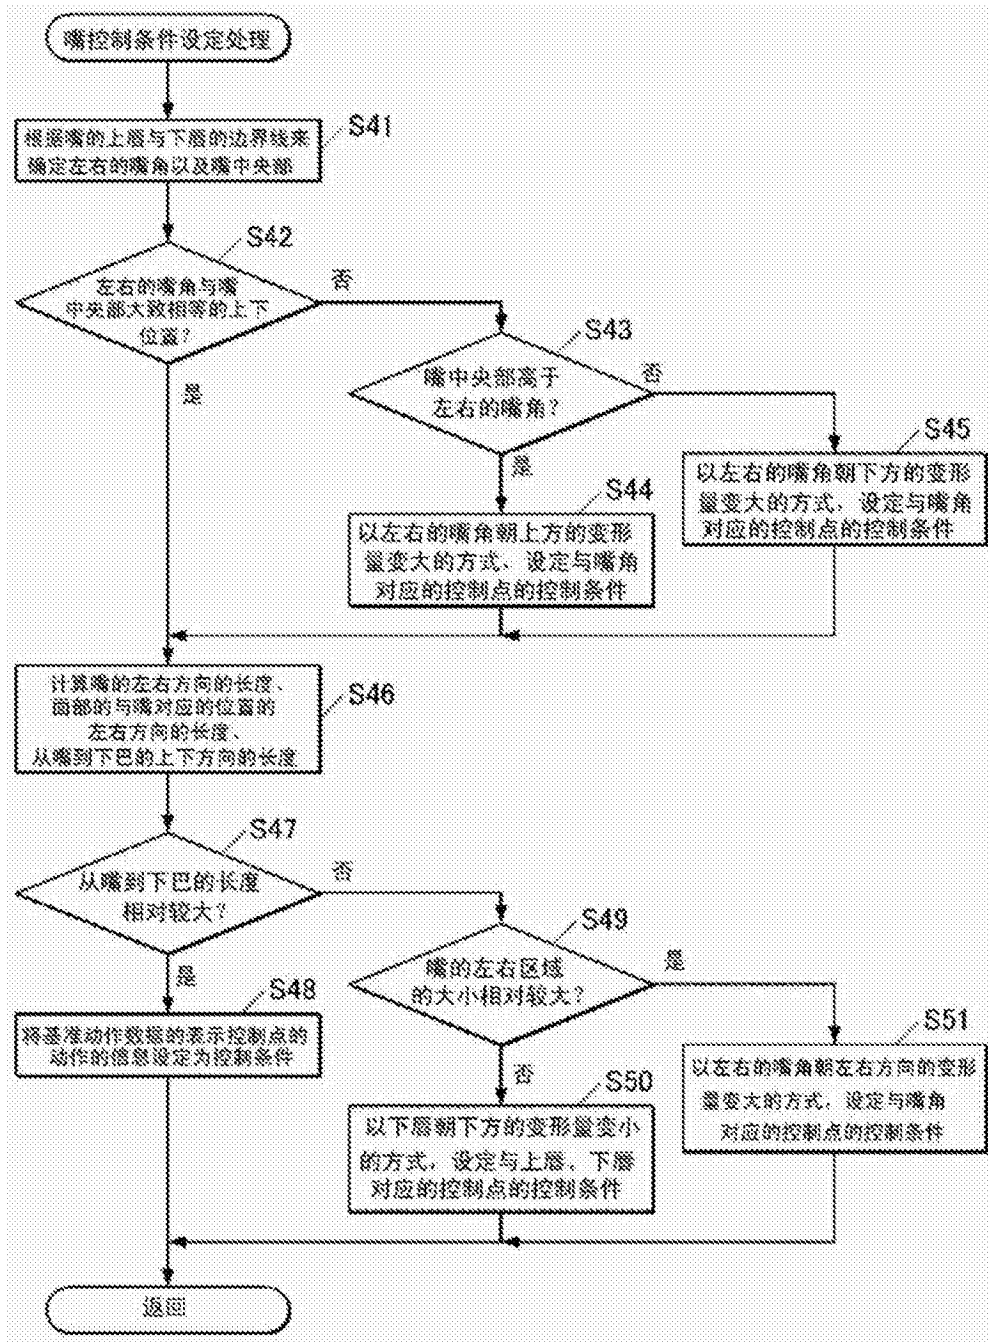 嘴控制条件设定处理
S41
根据嘴的上唇与下唇的边界线来
确定左右的嘴角以及嘴中央部
S42
左右的嘴角与嘴
中央部大致相等的上下
位置?
否
是
S43
嘴中央部高于
左右的嘴角?
否
是
S45
以左右的嘴角朝下方的变形
量变大的方式，设定与嘴角
对应的控制点的控制条件
S44
以左右的嘴角朝上方的变形
量变大的方式，设定与嘴角
对应的控制点的控制条件
S46
计算嘴的左右方向的长度、
面部的与嘴对应的位置的
左右方向的长度、
从嘴到下巴的上下方向的长度
S47
从嘴到下巴的长度
相对较大?
否
是
S49
嘴的左右区域
的大小相对较大?
是
否
S48
将基准动作数据的表示控制点的
动作的信息设定为控制条件
S51
以左右的嘴角朝左右方向的变形
量变大的方式，设定与嘴角
对应的控制点的控制条件
S50
以下唇朝下方的变形量变小
的方式，设定与上唇、下唇
对应的控制点的控制条件
返回